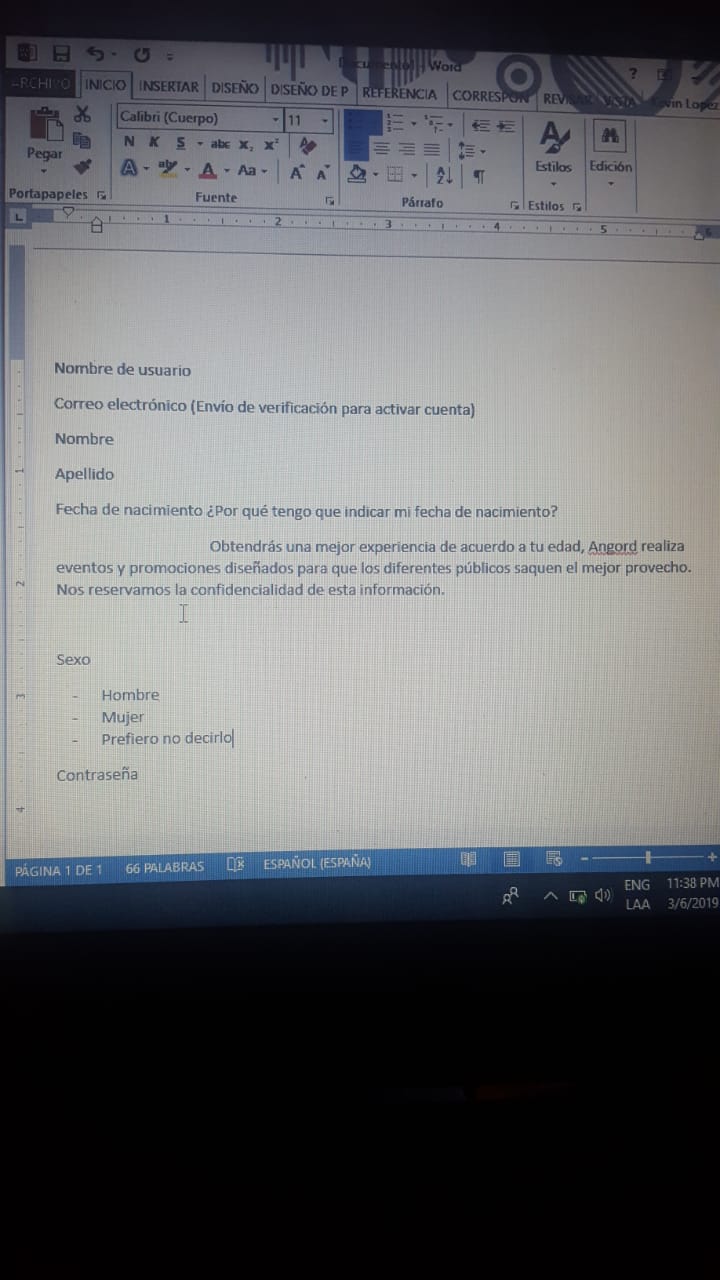 Documento1 - Word
ARCHIVO INICIO INSERTAR DISEÑO DISEÑO DE P REFERENCIA CORRESPON REVISAR VISTA Kevin Lopez
Calibri (Cuerpo) 11
N K S abc x₂ x²
A aby A Aa A A
Pegar
Estilos
Edición
Portapapeles
Fuente
Párrafo
Estilos
1 2 3 4 5 6
Nombre de usuario
Correo electrónico (Envío de verificación para activar cuenta)
Nombre
Apellido
Fecha de nacimiento ¿Por qué tengo que indicar mi fecha de nacimiento?
Obtendrás una mejor experiencia de acuerdo a tu edad, Angord realiza
eventos y promociones diseñados para que los diferentes públicos saquen el mejor provecho.
Nos reservamos la confidencialidad de esta información.
Sexo
- Hombre
- Mujer
- Prefiero no decirlo
Contraseña
PÁGINA 1 DE 1 66 PALABRAS ESPAÑOL (ESPAÑA)
ENG 11:38 PM
LAA 3/6/2019